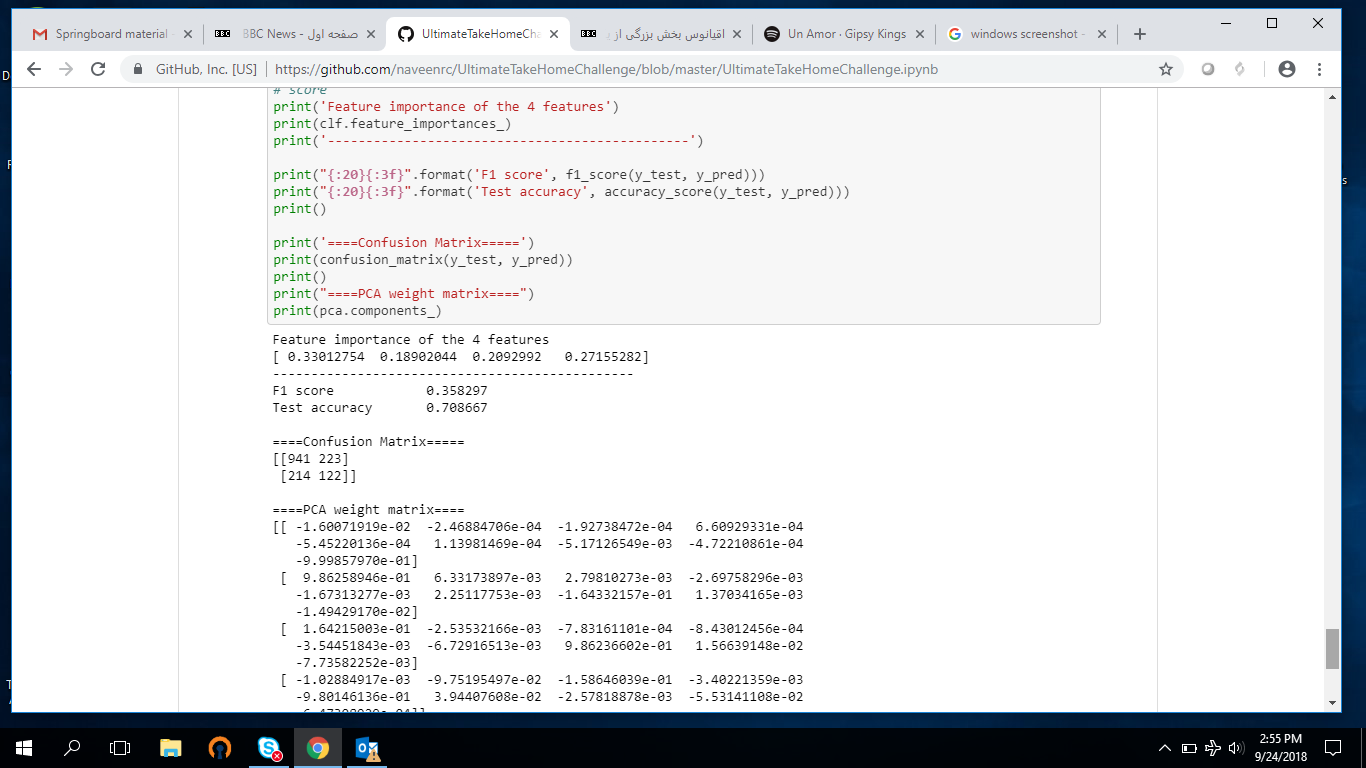 Springboard material -
BBC News - صفحه اول
UltimateTakeHomeCha
اقیانوس بخش بزرگی از
Un Amor · Gipsy Kings
windows screenshot -
GitHub, Inc. [US] | https://github.com/naveenrc/UltimateTakeHomeChallenge/blob/master/UltimateTakeHomeChallenge.ipynb
# score
print('Feature importance of the 4 features')
print(clf.feature_importances_)
print('-----------------------------------------------')
print("{:20}{:3f}".format('F1 score', f1_score(y_test, y_pred)))
print("{:20}{:3f}".format('Test accuracy', accuracy_score(y_test, y_pred)))
print()
print('====Confusion Matrix=====')
print(confusion_matrix(y_test, y_pred))
print()
print("====PCA weight matrix====")
print(pca.components_)
Feature importance of the 4 features
[ 0.33012754 0.18902044 0.2092992 0.27155282]
-----------------------------------------------
F1 score 0.358297
Test accuracy 0.708667
====Confusion Matrix=====
[[941 223]
[214 122]]
====PCA weight matrix====
[[ -1.60071919e-02 -2.46884706e-04 -1.92738472e-04 6.60929331e-04
-5.45220136e-04 1.13981469e-04 -5.17126549e-03 -4.72210861e-04
-9.99857970e-01]
[ 9.86258946e-01 6.33173897e-03 2.79810273e-03 -2.69758296e-03
-1.67313277e-03 2.25117753e-03 -1.64332157e-01 1.37034165e-03
-1.49429170e-02]
[ 1.64215003e-01 -2.53532166e-03 -7.83161101e-04 -8.43012456e-04
-3.54451843e-03 -6.72916513e-03 9.86236602e-01 1.56639148e-02
-7.73582252e-03]
[ -1.02884917e-03 -9.75195497e-02 -1.58646039e-01 -3.40221359e-03
-9.80146136e-01 3.94407608e-02 -2.57818878e-03 -5.53141108e-02
2:55 PM
9/24/2018